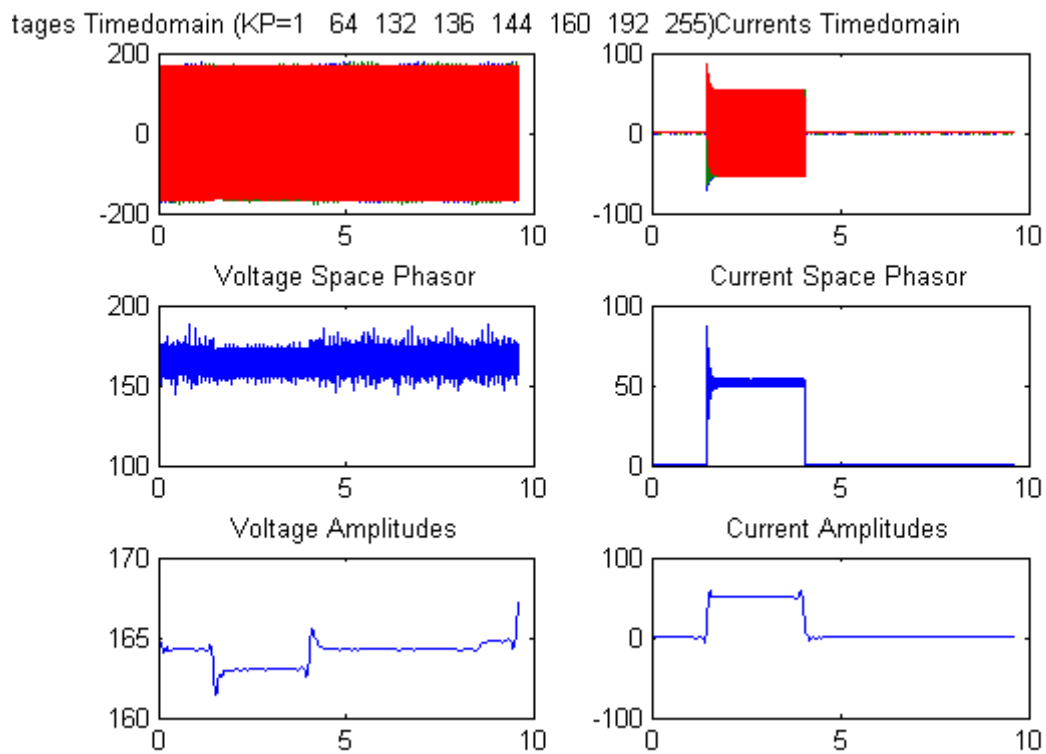 tages Timedomain (KP=1 64 132 136 144 160 192 255)Currents Timedomain
200 100
0 0
-200 -100
0 5 10 0 5 10
Voltage Space Phasor Current Space Phasor
200 100
150 50
100 0
0 5 10 0 5 10
Voltage Amplitudes Current Amplitudes
170 100
165 0
160 -100
0 5 10 0 5 10